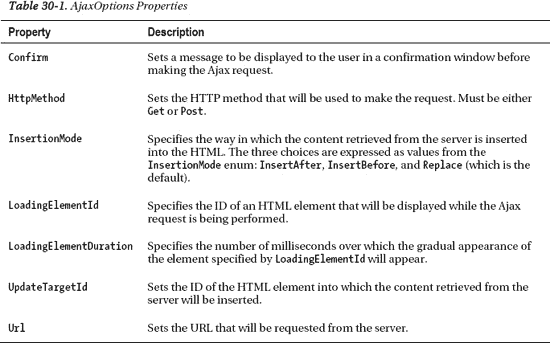 Table 30-1. AjaxOptions Properties
Property Description
Confirm Sets a message to be displayed to the user in a confirmation window before
making the Ajax request.
HttpMethod Sets the HTTP method that will be used to make the request. Must be either
Get or Post.
InsertionMode Specifies the way in which the content retrieved from the server is inserted
into the HTML. The three choices are expressed as values from the
InsertionMode enum: InsertAfter, InsertBefore, and Replace (which is the
default).
LoadingElementId Specifies the ID of an HTML element that will be displayed while the Ajax
request is being performed.
LoadingElementDuration Specifies the number of milliseconds over which the gradual appearance of
the element specified by LoadingElementId will appear.
UpdateTargetId Sets the ID of the HTML element into which the content retrieved from the
server will be inserted.
Url Sets the URL that will be requested from the server.